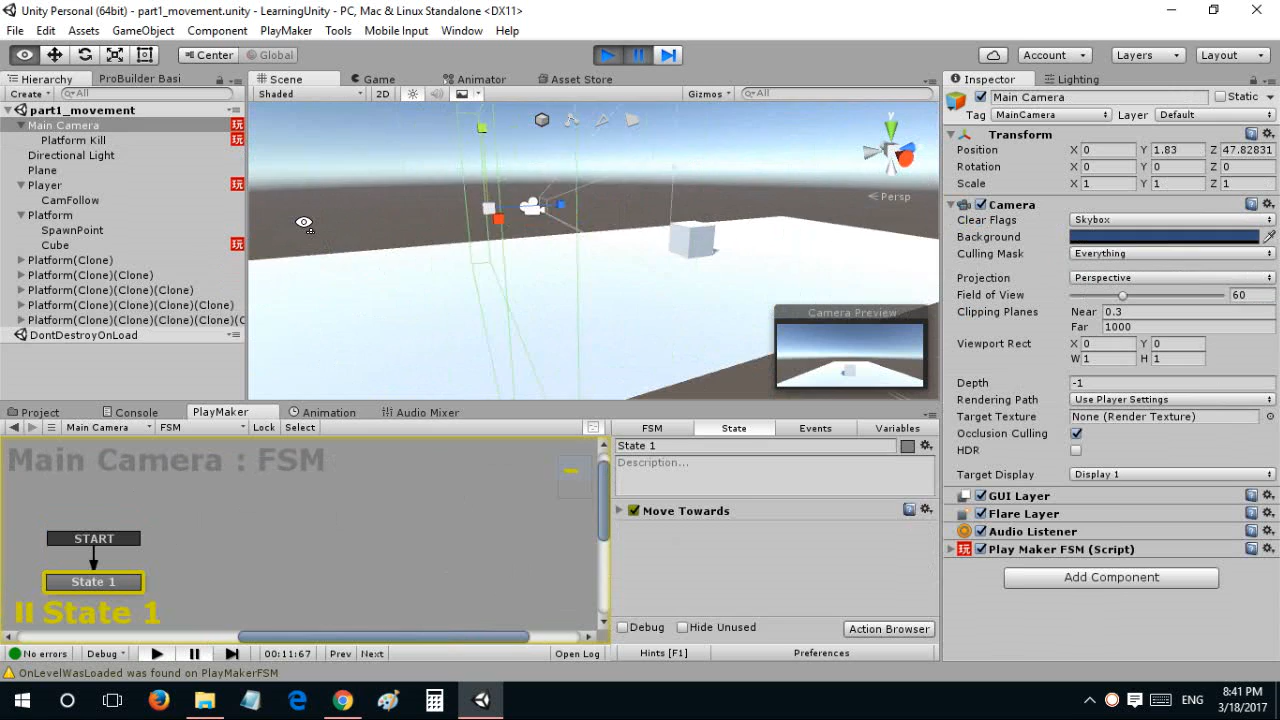 Unity Personal (64bit) - part1_movement.unity - LearningUnity - PC, Mac & Linux Standalone <DX11>
File Edit Assets GameObject Component PlayMaker Tools Mobile Input Window Help
Center Global Account Layers Layout
Hierarchy ProBuilder Basi
Create All
part1_movement
Main Camera
Platform Kill
Directional Light
Plane
Player
CamFollow
Platform
SpawnPoint
Cube
Platform(Clone)
Platform(Clone)(Clone)
Platform(Clone)(Clone)(Clone)
Platform(Clone)(Clone)(Clone)(Clone)
Platform(Clone)(Clone)(Clone)(Clone)(C
DontDestroyOnLoad
Scene Game Animator Asset Store
Shaded 2D Gizmos All
y
Persp
Camera Preview
Inspector Lighting
Main Camera Static
Tag MainCamera Layer Default
Transform
Position X 0 Y 1.83 Z 47.82831
Rotation X 0 Y 0 Z 0
Scale X 1 Y 1 Z 1
Camera
Clear Flags Skybox
Background
Culling Mask Everything
Projection Perspective
Field of View 60
Clipping Planes Near 0.3
Far 1000
Viewport Rect X 0 Y 0
W 1 H 1
Depth -1
Rendering Path Use Player Settings
Target Texture None (Render Texture)
Occlusion Culling
HDR
Target Display Display 1
GUI Layer
Flare Layer
Audio Listener
Play Maker FSM (Script)
Add Component
Project Console PlayMaker Animation Audio Mixer
Main Camera FSM Lock Select
Main Camera : FSM
START
State 1
State 1
FSM State Events Variables
State 1
Description...
Move Towards
Debug Hide Unused Action Browser
No errors Debug 00:11:67 Prev Next Open Log Hints [F1] Preferences
OnLevelWasLoaded was found on PlayMakerFSM
ENG
8:41 PM
3/18/2017